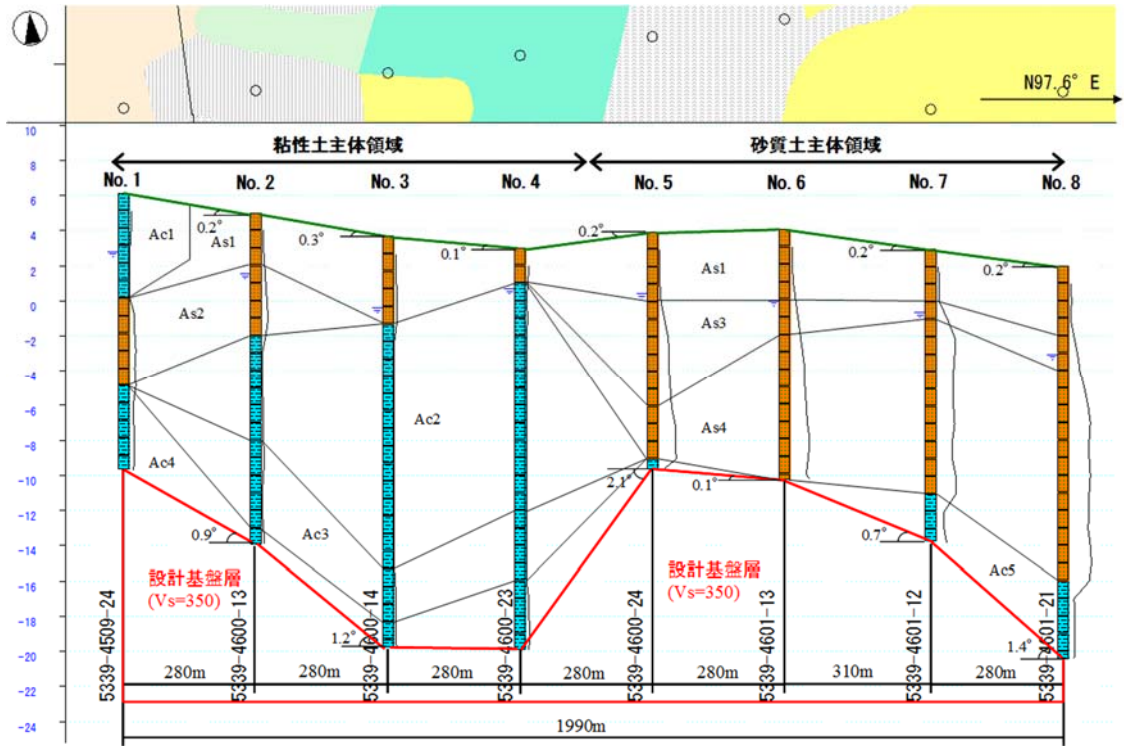 N97.6° E
10
8
6
4
2
0
-2
-4
-6
-8
-10
-12
-14
-16
-18
-20
-22
-24
粘性土主体領域
砂質土主体領域
No. 1
No. 2
No. 3
No. 4
No. 5
No. 6
No. 7
No. 8
0.2°
0.3°
0.1°
0.2°
0.2°
0.2°
Ac1
As1
As2
Ac2
Ac4
Ac3
As1
As3
As4
Ac5
0.9°
1.2°
2.1°
0.1°
0.7°
1.4°
設計基盤層
(Vs=350)
設計基盤層
(Vs=350)
5339-4509-24
5339-4600-13
5339-4600-14
5339-4600-23
5339-4600-24
5339-4601-13
5339-4601-12
5339-4601-21
280m
280m
280m
280m
280m
310m
280m
1990m